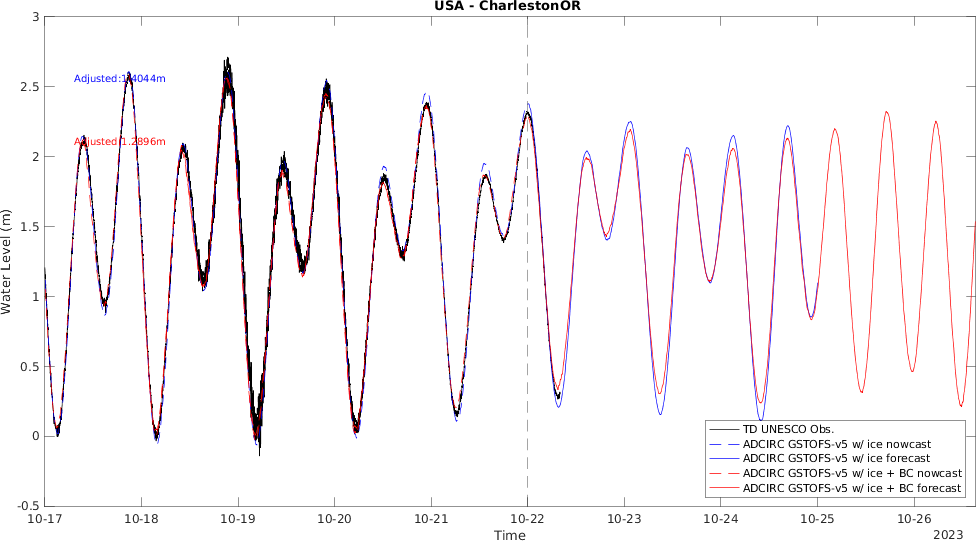 USA - CharlestonOR
3
2.5
2
1.5
1
0.5
0
-0.5
Water Level (m)
Adjusted:1.4044m
Adjusted:1.2896m
TD UNESCO Obs.
ADCIRC GSTOFS-v5 w/ ice nowcast
ADCIRC GSTOFS-v5 w/ ice forecast
ADCIRC GSTOFS-v5 w/ ice + BC nowcast
ADCIRC GSTOFS-v5 w/ ice + BC forecast
10-17 10-18 10-19 10-20 10-21 10-22 10-23 10-24 10-25 10-26
Time
2023